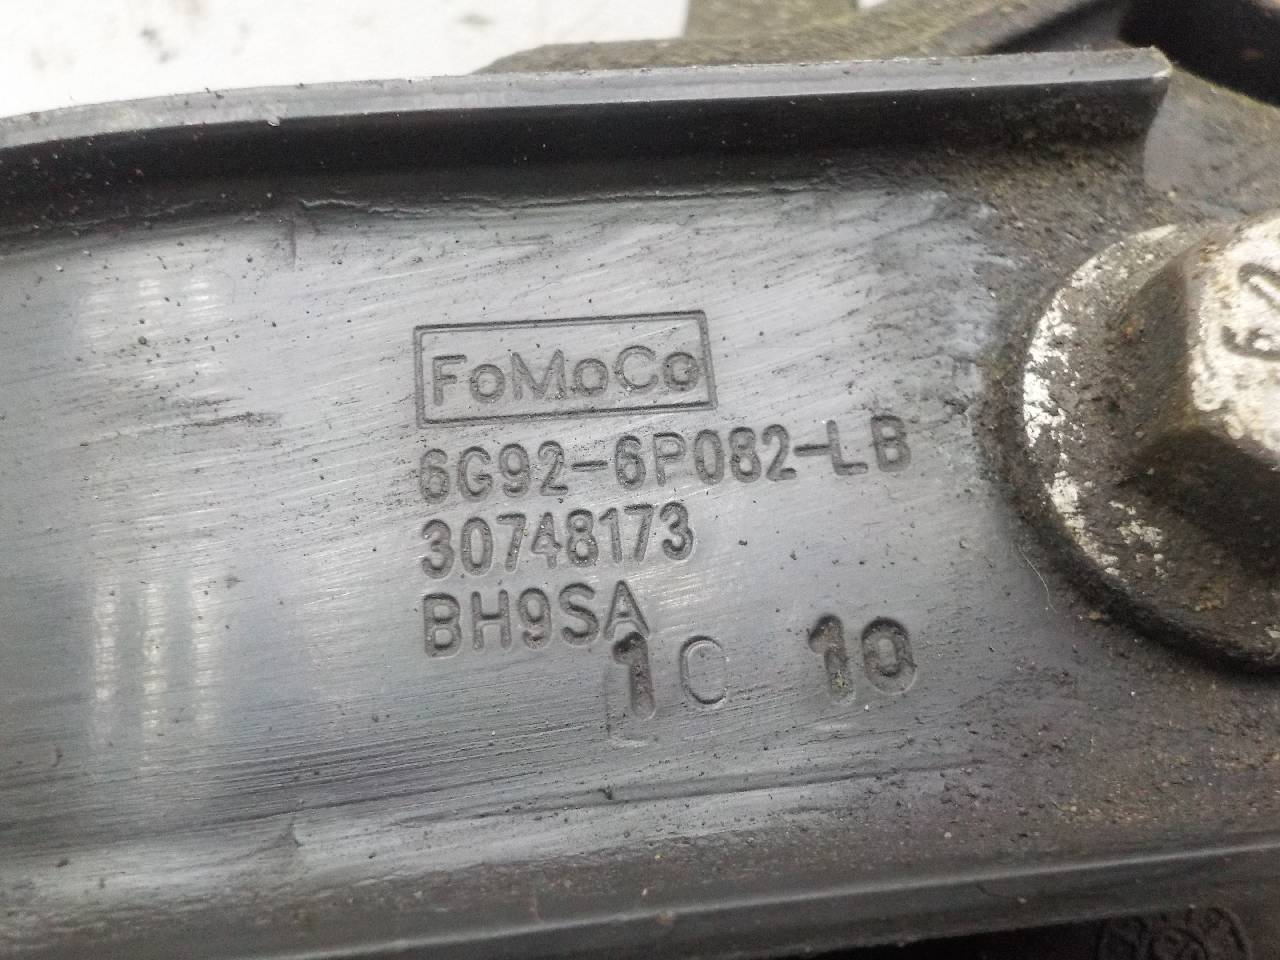 FoMoCo
6G92-6P082-LB
30748173
BH9SA
1C 10